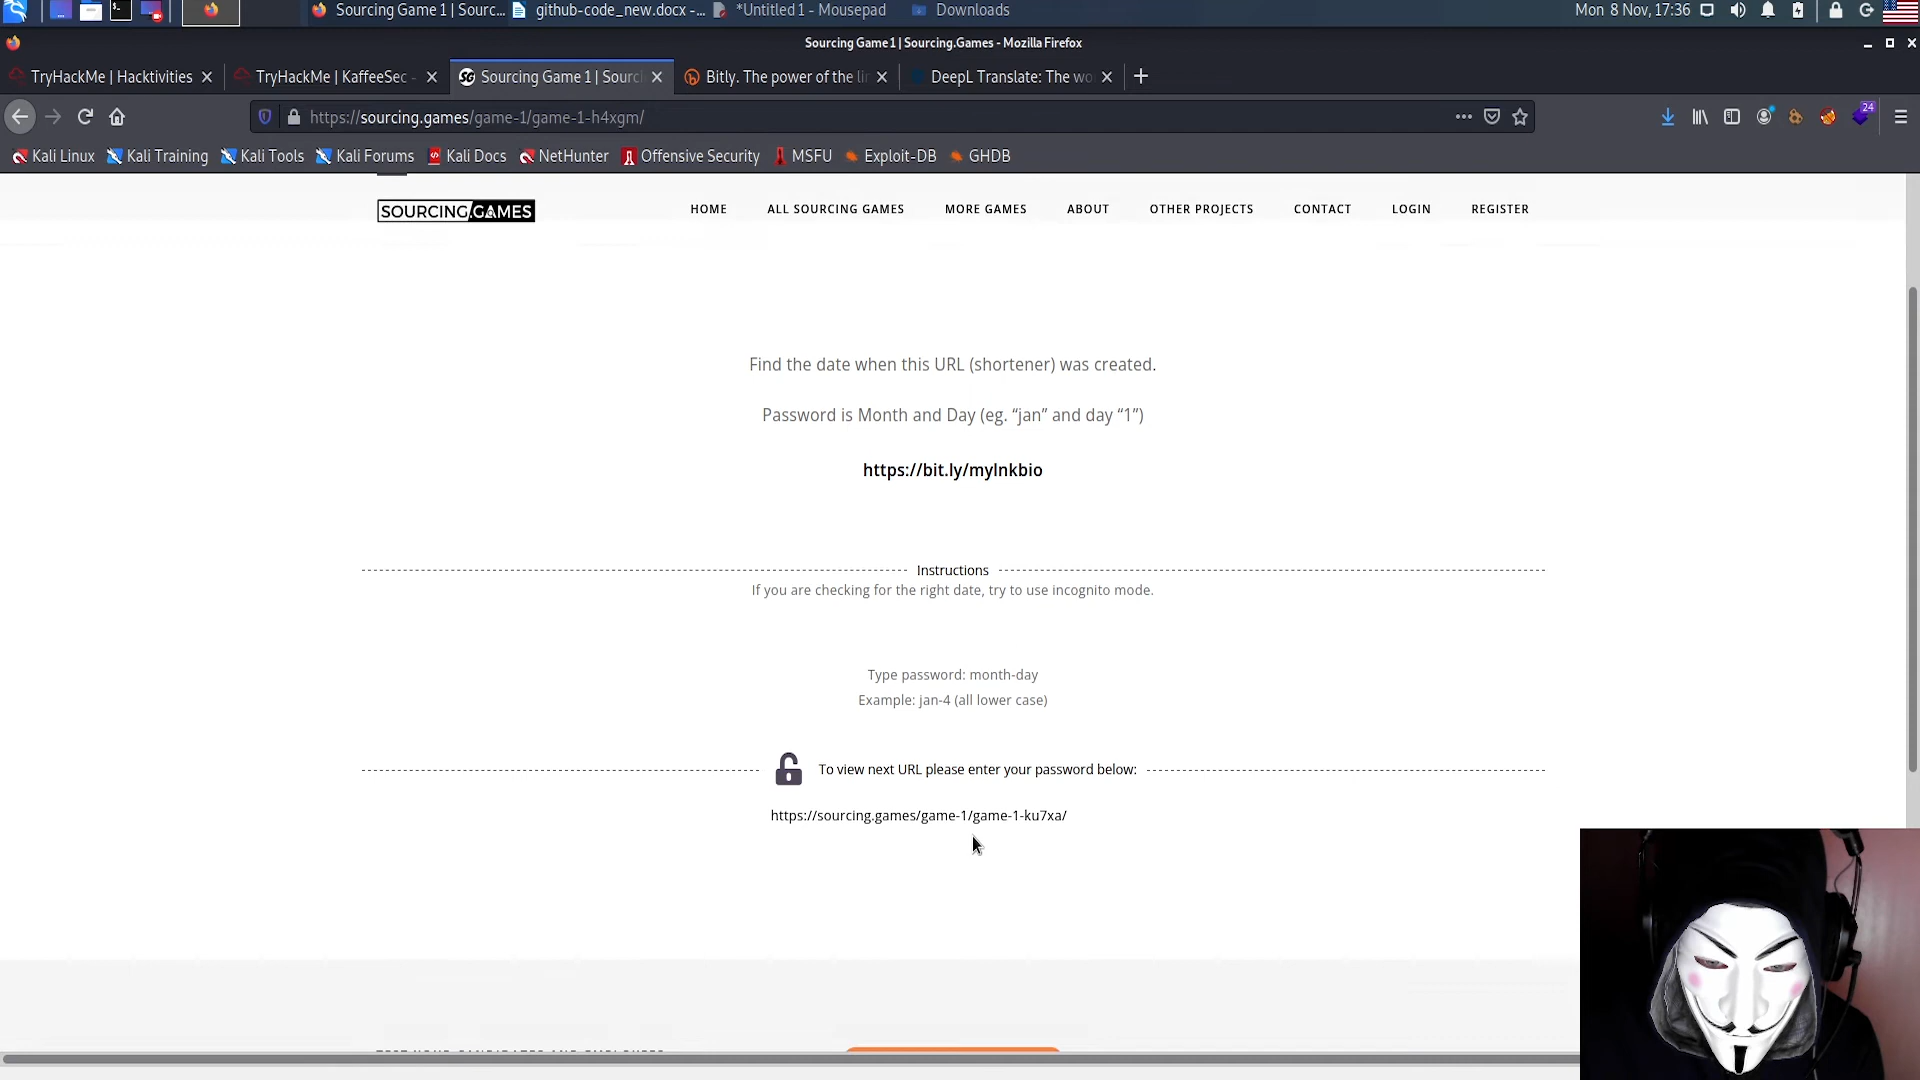 Sourcing Game 1 | Sourc...
github-code_new.docx -...
*Untitled 1 - Mousepad
Downloads
Mon 8 Nov, 17:36
Sourcing Game 1 | Sourcing.Games - Mozilla Firefox
TryHackMe | Hacktivities
TryHackMe | KaffeeSec -
Sourcing Game 1 | Sourc
Bitly. The power of the li
DeepL Translate: The wo
https://sourcing.games/game-1/game-1-h4xgm/
24
Kali Linux
Kali Training
Kali Tools
Kali Forums
Kali Docs
NetHunter
Offensive Security
MSFU
Exploit-DB
GHDB
SOURCING.GAMES
HOME
ALL SOURCING GAMES
MORE GAMES
ABOUT
OTHER PROJECTS
CONTACT
LOGIN
REGISTER
Find the date when this URL (shortener) was created.
Password is Month and Day (eg. “jan” and day “1”)
https://bit.ly/mylnkbio
Instructions
If you are checking for the right date, try to use incognito mode.
Type password: month-day
Example: jan-4 (all lower case)
To view next URL please enter your password below:
https://sourcing.games/game-1/game-1-ku7xa/